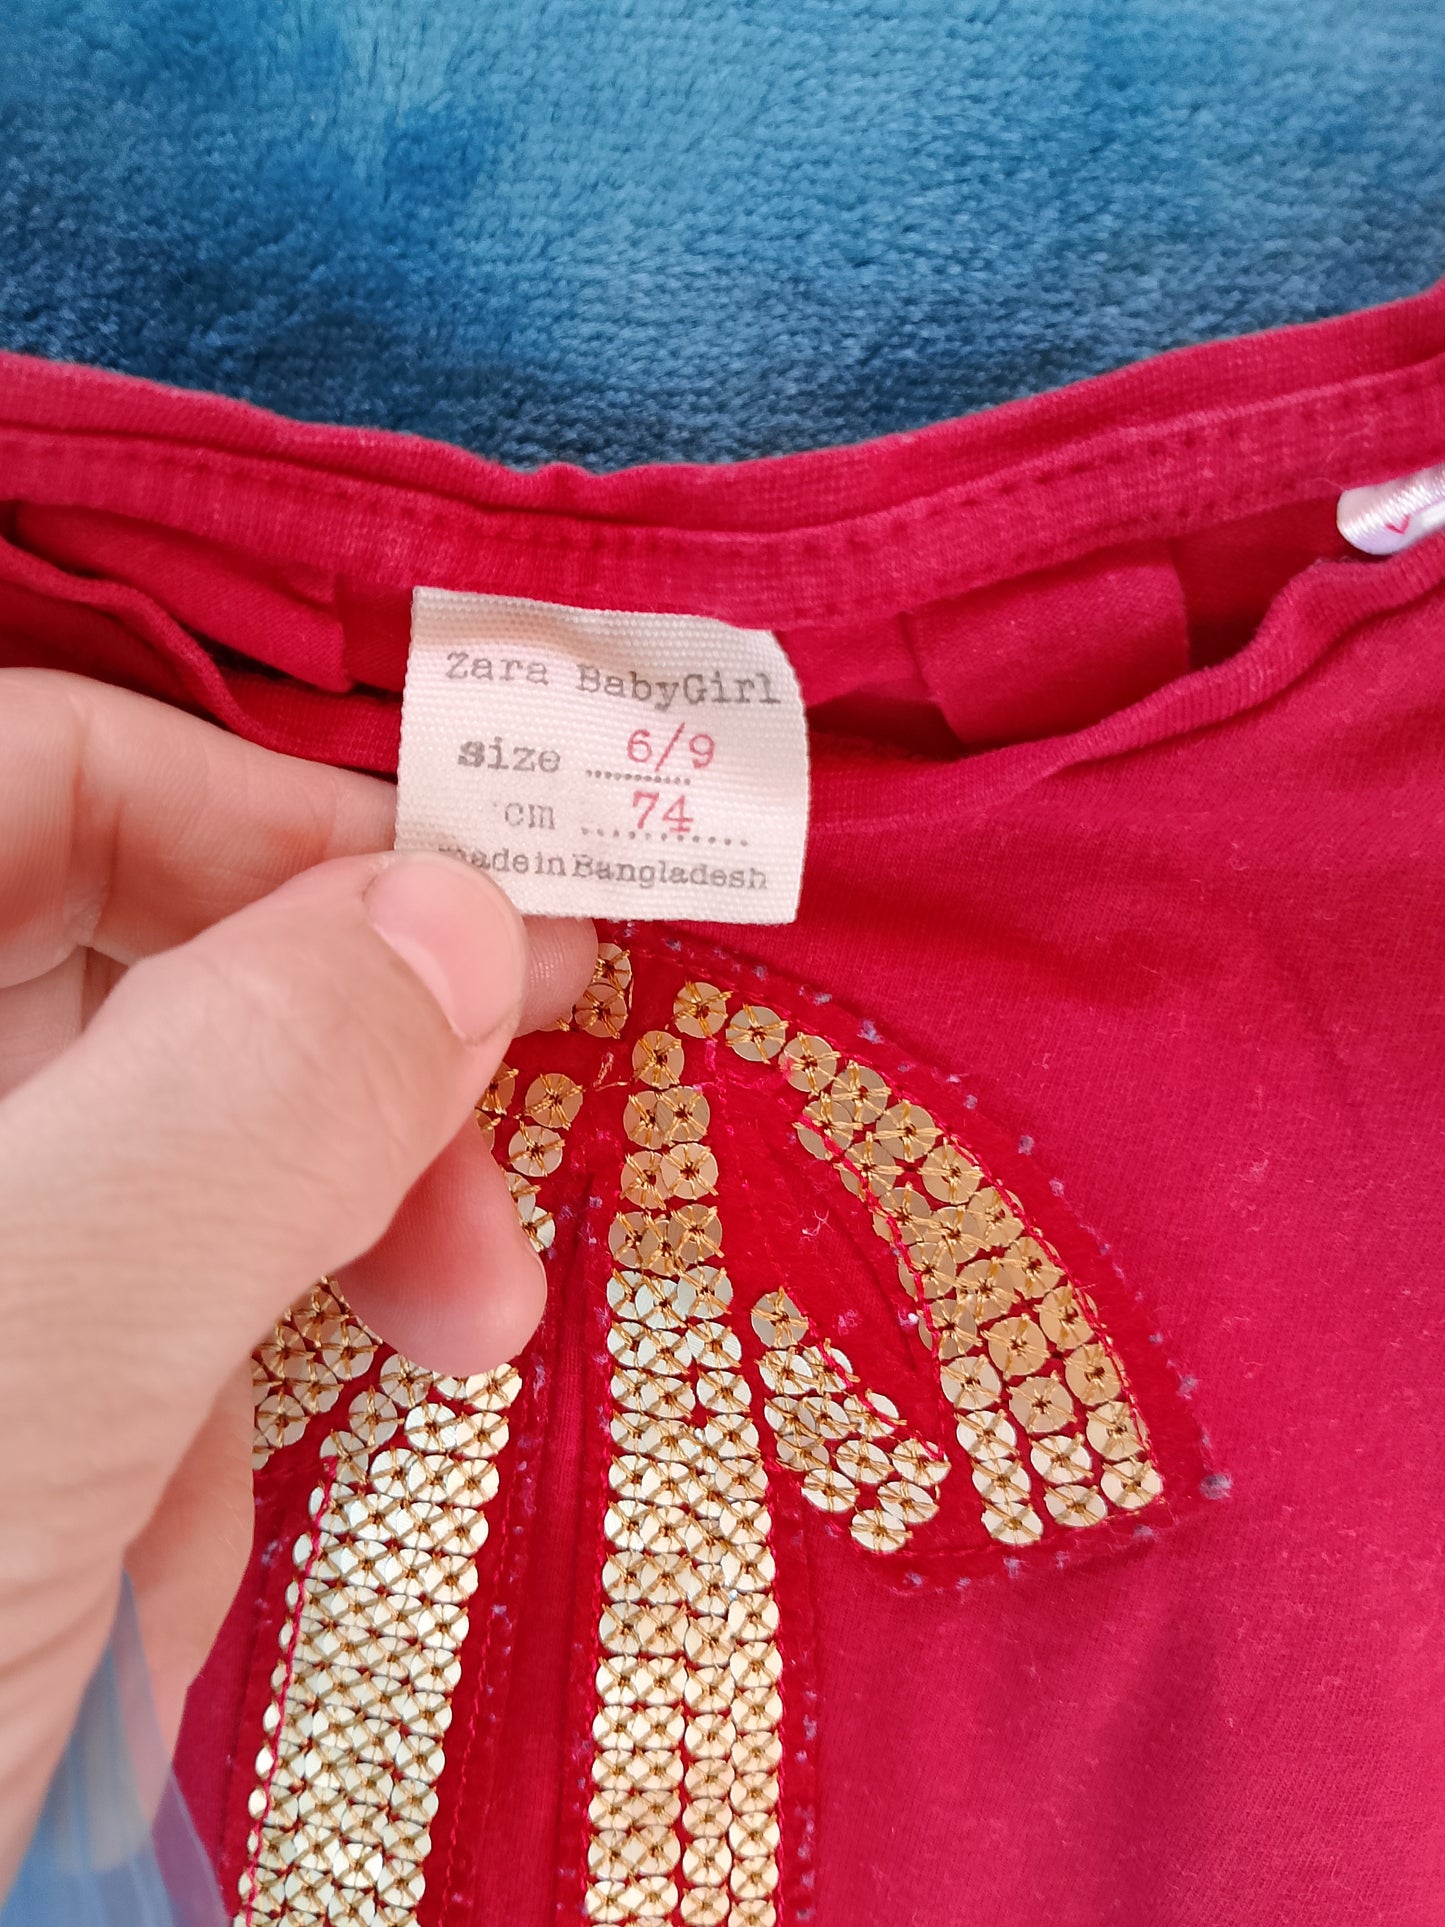 Zara BabyGirl
size 6/9
cm 74
made in Bangladesh